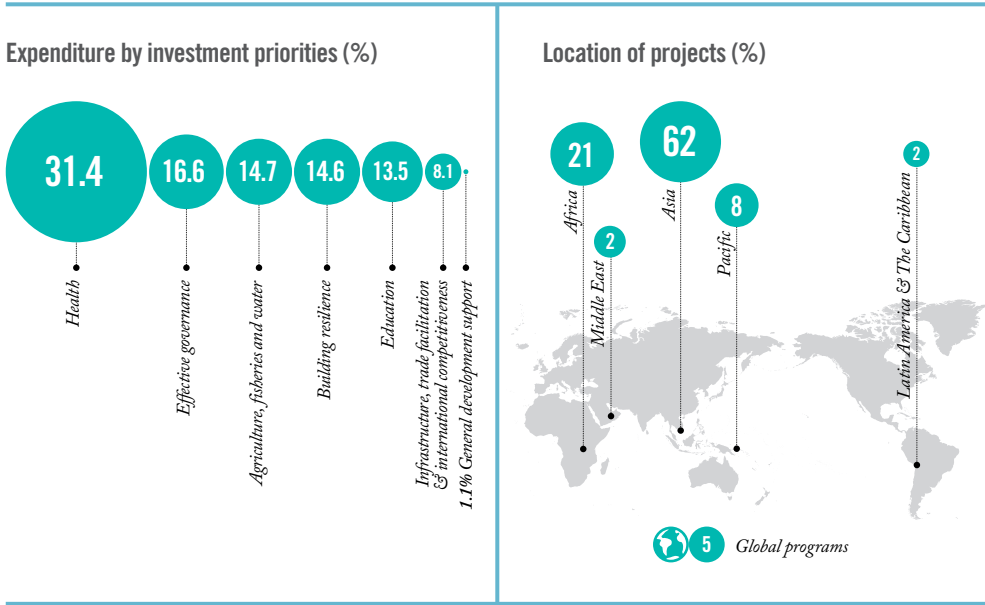 Expenditure by investment priorities (%)
31.4
16.6
14.7
14.6
13.5
8.1
Health
Effective governance
Agriculture, fisheries and water
Building resilience
Education
Infrastructure, trade facilitation
& international competitiveness
1.1% General development support
Location of projects (%)
21
62
2
8
2
Africa
Asia
Middle East
Pacific
Latin America & The Caribbean
5
Global programs